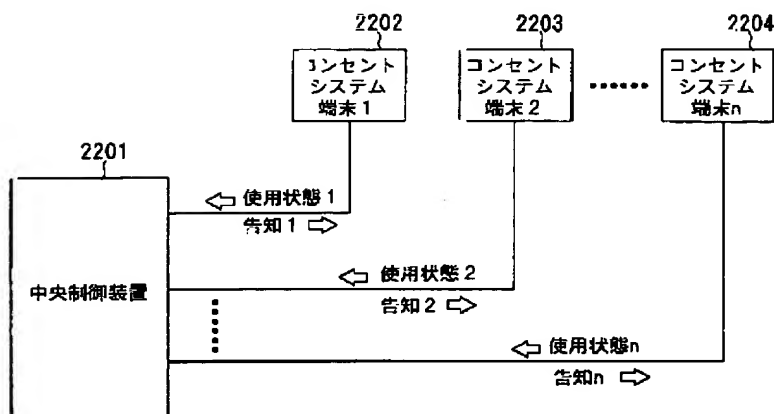 2202
2203
2204
コンセント
システム
端末1
コンセント
システム
端末2
••••••
コンセント
システム
端末n
2201
中央制御装置
使用状態1
告知1
使用状態2
告知2
使用状態n
告知n